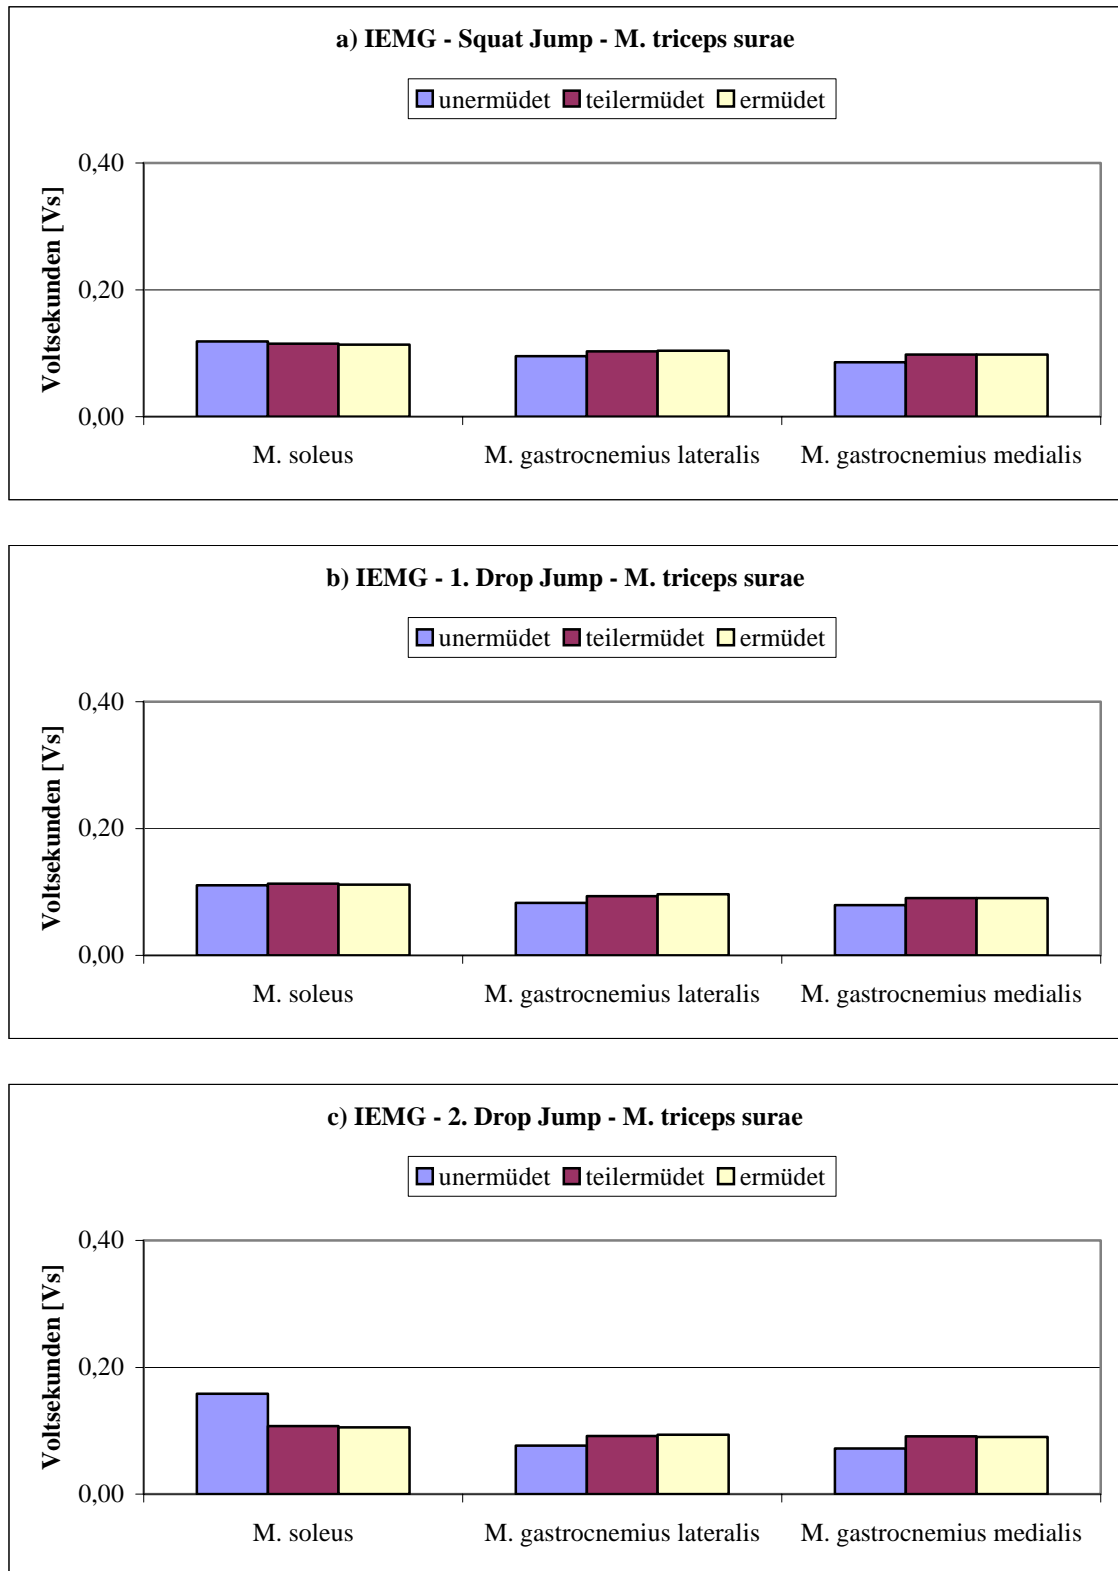 a) IEMG - Squat Jump - M. triceps surae
unermüdet teilermüdet ermüdet
0,40
0,20
0,00
Voltsekunden [Vs]
M. soleus M. gastrocnemius lateralis M. gastrocnemius medialis
b) IEMG - 1. Drop Jump - M. triceps surae
unermüdet teilermüdet ermüdet
0,40
0,20
0,00
Voltsekunden [Vs]
M. soleus M. gastrocnemius lateralis M. gastrocnemius medialis
c) IEMG - 2. Drop Jump - M. triceps surae
unermüdet teilermüdet ermüdet
0,40
0,20
0,00
Voltsekunden [Vs]
M. soleus M. gastrocnemius lateralis M. gastrocnemius medialis